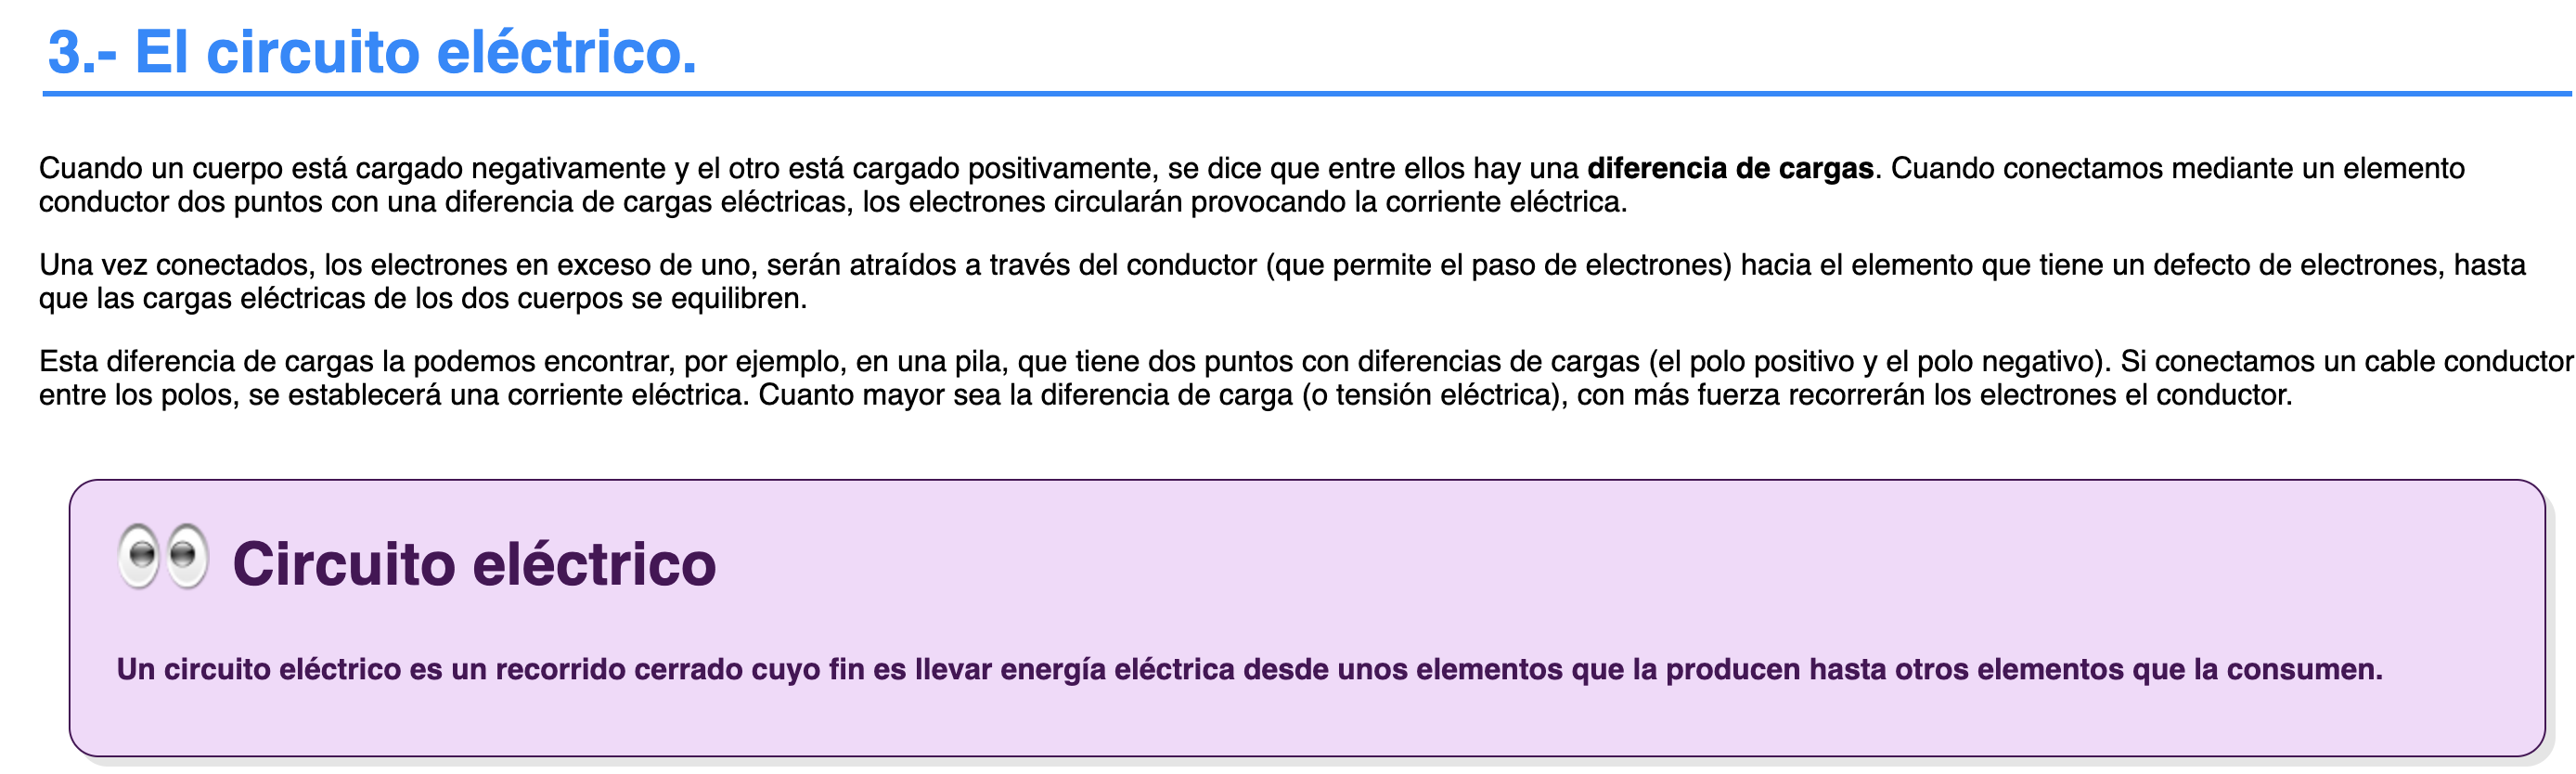 3.- El circuito eléctrico.
Cuando un cuerpo está cargado negativamente y el otro está cargado positivamente, se dice que entre ellos hay una diferencia de cargas. Cuando conectamos mediante un elemento
conductor dos puntos con una diferencia de cargas eléctricas, los electrones circularán provocando la corriente eléctrica.
Una vez conectados, los electrones en exceso de uno, serán atraídos a través del conductor (que permite el paso de electrones) hacia el elemento que tiene un defecto de electrones, hasta
que las cargas eléctricas de los dos cuerpos se equilibren.
Esta diferencia de cargas la podemos encontrar, por ejemplo, en una pila, que tiene dos puntos con diferencias de cargas (el polo positivo y el polo negativo). Si conectamos un cable conductor
entre los polos, se establecerá una corriente eléctrica. Cuanto mayor sea la diferencia de carga (o tensión eléctrica), con más fuerza recorrerán los electrones el conductor.
Circuito eléctrico
Un circuito eléctrico es un recorrido cerrado cuyo fin es llevar energía eléctrica desde unos elementos que la producen hasta otros elementos que la consumen.